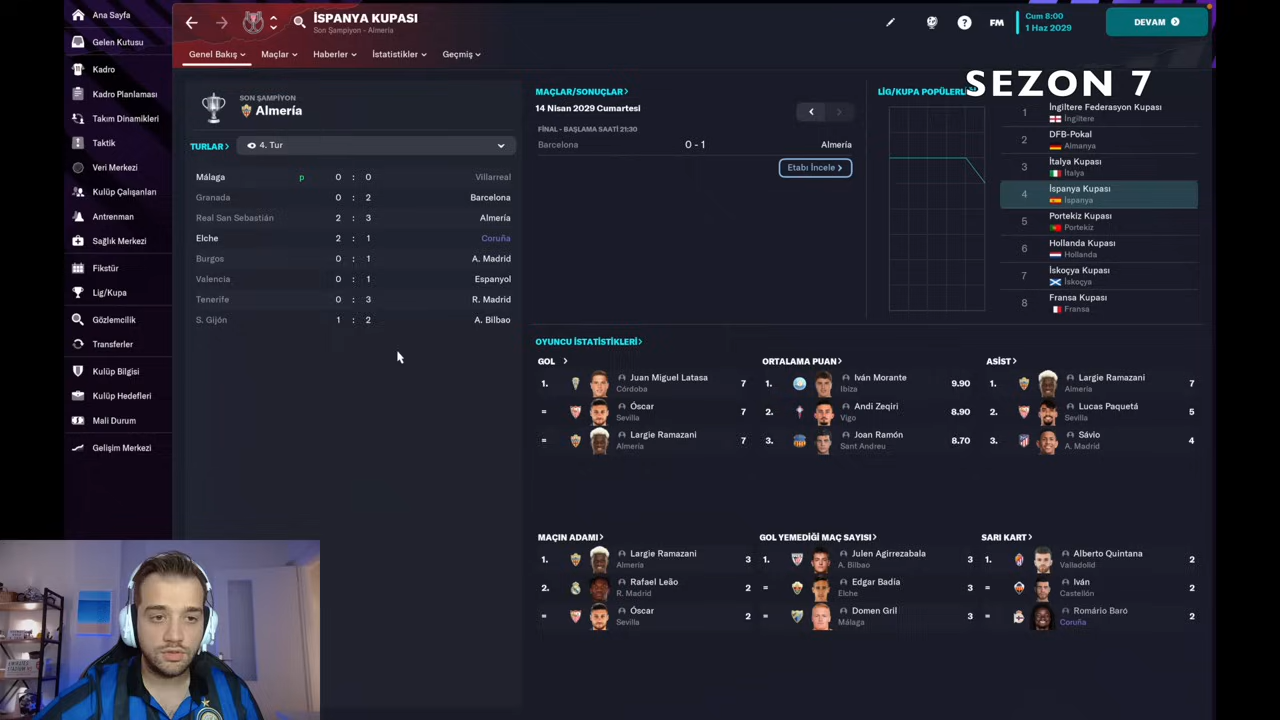 Ana Sayfa
Gelen Kutusu
Kadro
Kadro Planlaması
Takım Dinamikleri
Taktik
Veri Merkezi
Kulüp Çalışanları
Antrenman
Sağlık Merkezi
Fikstür
Lig/Kupa
Gözlemcilik
Transferler
Kulüp Bilgisi
Kulüp Hedefleri
Mali Durum
Gelişim Merkezi
İSPANYA KUPASI
Son Şampiyon - Almería
FM
Cum 8:00
1 Haz 2029
DEVAM
Genel Bakış
Maçlar
Haberler
İstatistikler
Geçmiş
SEZON 7
SON ŞAMPİYON
Almería
TURLAR
4. Tur
Málaga p 0 : 0 Villarreal
Granada 0 : 2 Barcelona
Real San Sebastián 2 : 3 Almería
Elche 2 : 1 Coruña
Burgos 0 : 1 A. Madrid
Valencia 0 : 1 Espanyol
Tenerife 0 : 3 R. Madrid
S. Gijón 1 : 2 A. Bilbao
MAÇLAR/SONUÇLAR
14 Nisan 2029 Cumartesi
FİNAL - BAŞLAMA SAATİ 21:30
Barcelona 0 - 1 Almería
Etabı İncele
1 İngiltere Federasyon Kupası
İngiltere
2 DFB-Pokal
Almanya
3 İtalya Kupası
İtalya
4 İspanya Kupası
İspanya
5 Portekiz Kupası
Portekiz
6 Hollanda Kupası
Hollanda
7 İskoçya Kupası
İskoçya
8 Fransa Kupası
Fransa
OYUNCU İSTATİSTİKLERİ
GOL
1. Juan Miguel Latasa 7
Córdoba
= Óscar 7
Sevilla
= Largie Ramazani 7
Almería
ORTALAMA PUAN
1. Iván Morante 9.90
Ibiza
2. Andi Zeqiri 8.90
Vigo
3. Joan Ramón 8.70
Sant Andreu
ASİST
1. Largie Ramazani 7
Almería
2. Lucas Paquetá 5
Sevilla
3. Sávio 4
A. Madrid
MAÇIN ADAMI
1. Largie Ramazani 3
Almería
2. Rafael Leão 2
R. Madrid
= Óscar 2
Sevilla
GOL YEMEDİĞİ MAÇ SAYISI
1. Julen Agirrezabala 3
A. Bilbao
= Edgar Badía 3
Elche
= Domen Gril 3
Málaga
SARI KART
1. Alberto Quintana 2
Valladolid
= Iván 2
Castellón
= Romário Baró 2
Coruña